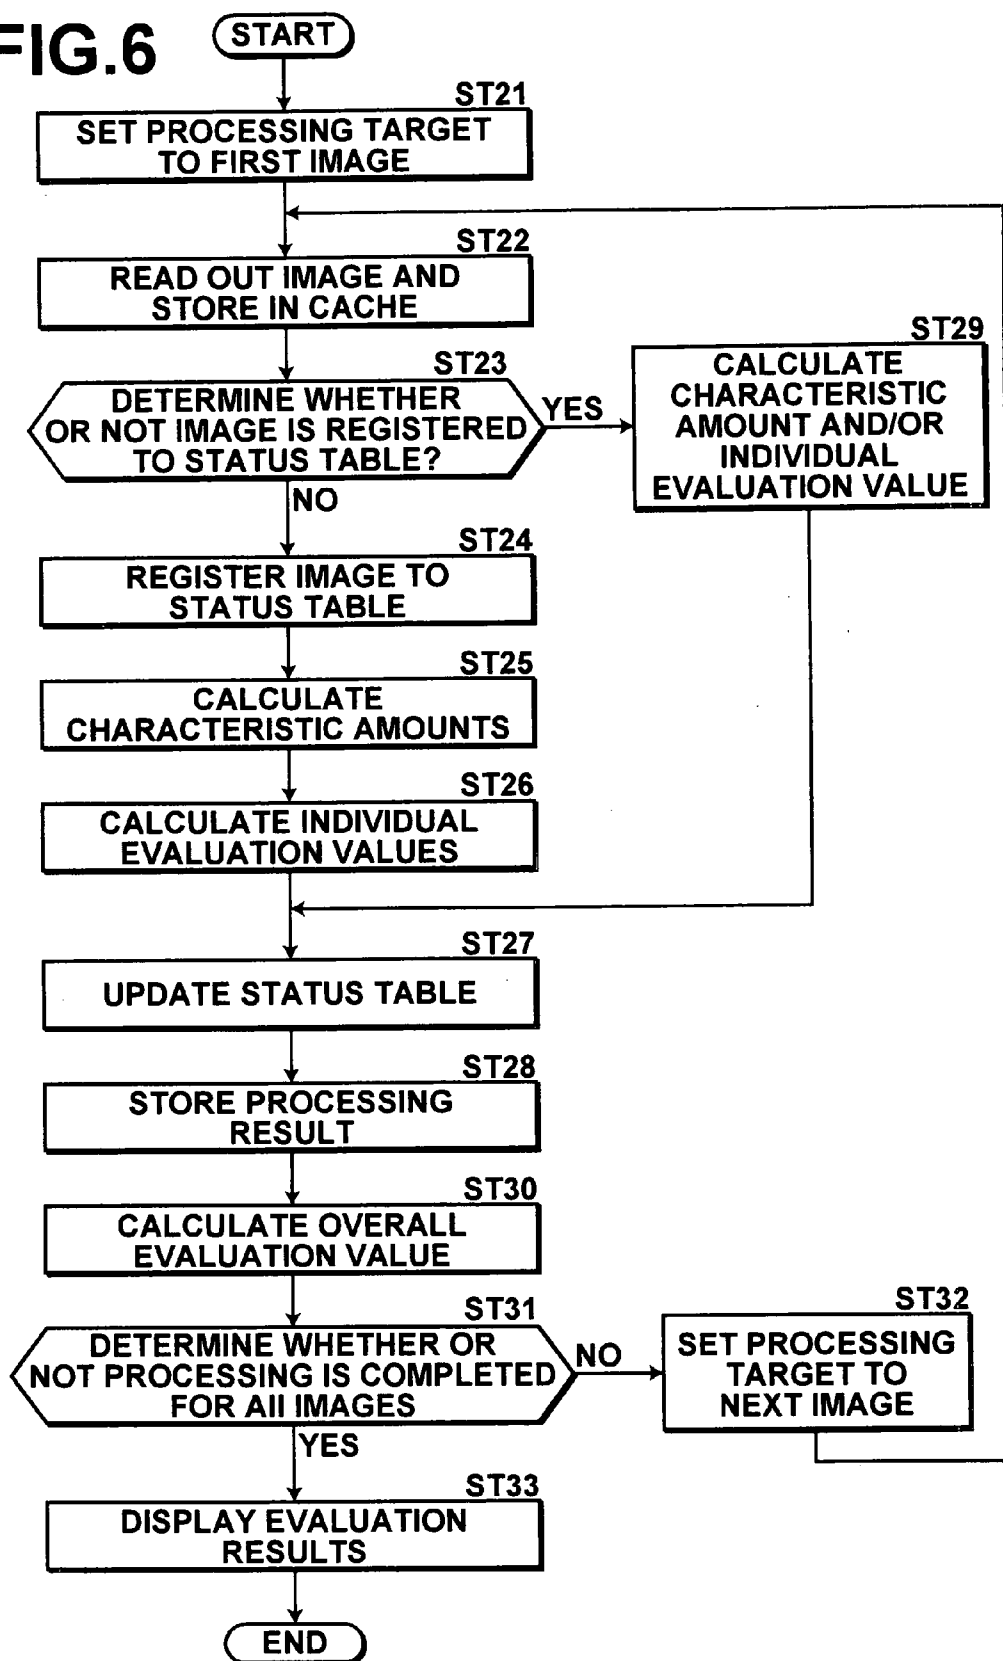 FIG.6
START
ST21
SET PROCESSING TARGET
TO FIRST IMAGE
ST22
READ OUT IMAGE AND
STORE IN CACHE
ST23
DETERMINE WHETHER
OR NOT IMAGE IS REGISTERED
TO STATUS TABLE?
YES
NO
ST29
CALCULATE
CHARACTERISTIC
AMOUNT AND/OR
INDIVIDUAL
EVALUATION VALUE
ST24
REGISTER IMAGE TO
STATUS TABLE
ST25
CALCULATE
CHARACTERISTIC AMOUNTS
ST26
CALCULATE INDIVIDUAL
EVALUATION VALUES
ST27
UPDATE STATUS TABLE
ST28
STORE PROCESSING
RESULT
ST30
CALCULATE OVERALL
EVALUATION VALUE
ST31
DETERMINE WHETHER OR
NOT PROCESSING IS COMPLETED
FOR All IMAGES
NO
YES
ST32
SET PROCESSING
TARGET TO
NEXT IMAGE
ST33
DISPLAY EVALUATION
RESULTS
END